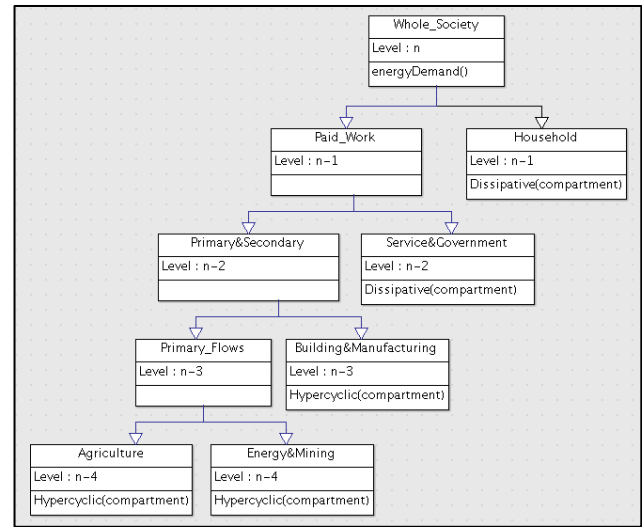 Whole_Society
Level : n
energyDemand()
Paid_Work
Level : n-1
Household
Level : n-1
Dissipative(compartment)
Primary&Secondary
Level : n-2
Service&Government
Level : n-2
Dissipative(compartment)
Primary_Flows
Level : n-3
Building&Manufacturing
Level : n-3
Hypercyclic(compartment)
Agriculture
Level : n-4
Hypercyclic(compartment)
Energy&Mining
Level : n-4
Hypercyclic(compartment)